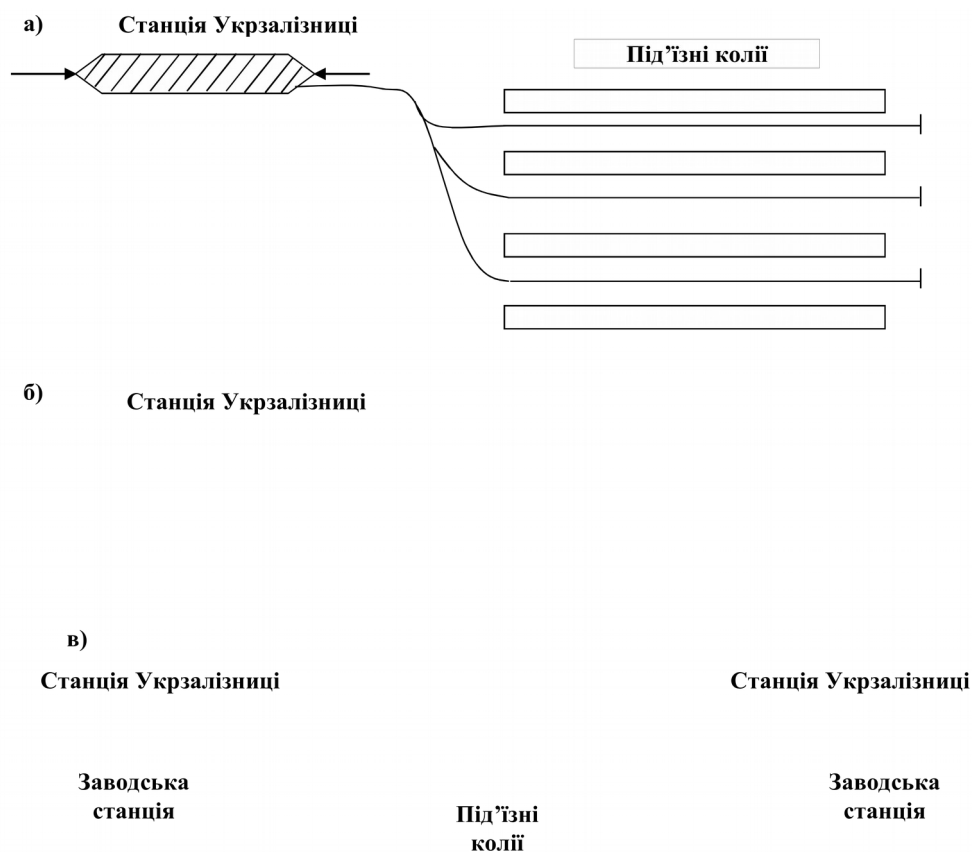 а)
Станція Укрзалізниці
Під’їзні колії
б)
Станція Укрзалізниці
в)
Станція Укрзалізниці
Станція Укрзалізниці
Заводська
станція
Заводська
станція
Під’їзні
колії